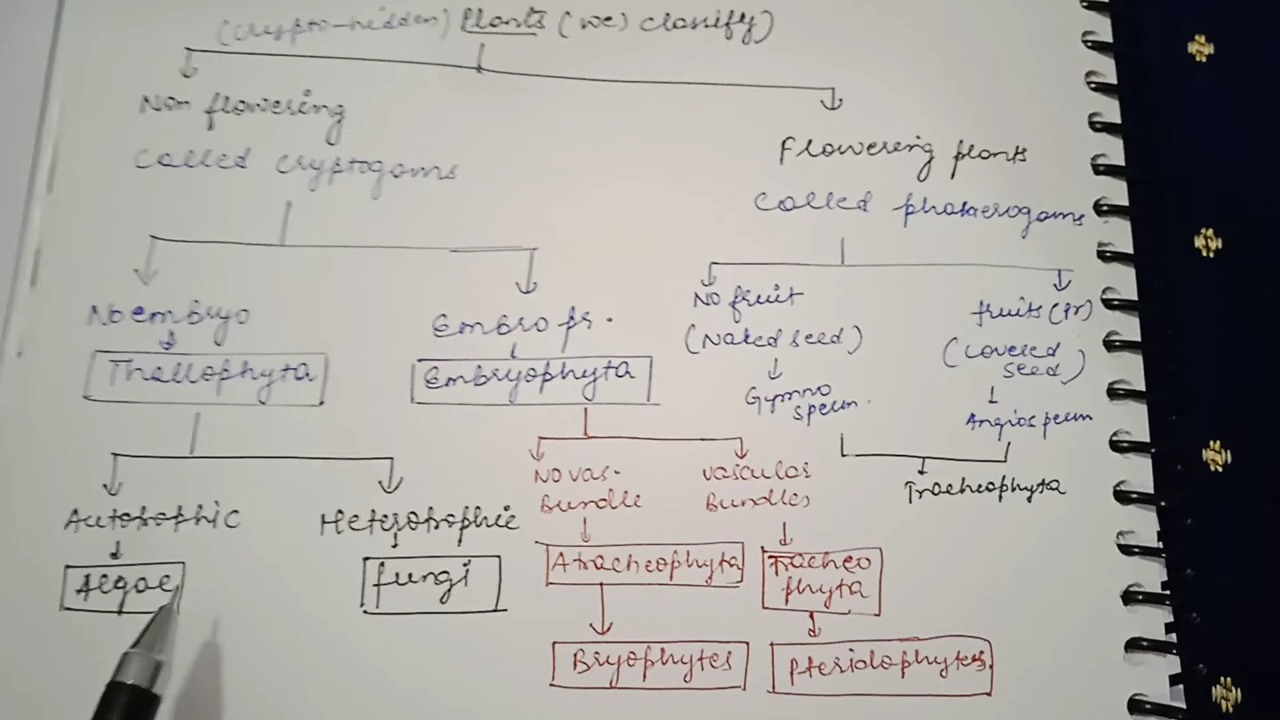 (Crypto-hidden) Plants (we) classify)
Non flowering
called cryptogams
Flowering plants
called phanerogams
No embryo
Thallophyta
Embro pr.
Embryophyta
No fruit
(Naked seed)
Gymno
sperm.
fruits (pr)
(covered
seed)
Angiosperm
Tracheophyta
Autotrophic
Algae
Heterotrophic
fungi
No vas.
Bundle
Atracheophyta
Bryophytes
vascular
Bundles
Tracheo
phyta
Pteridophytes.